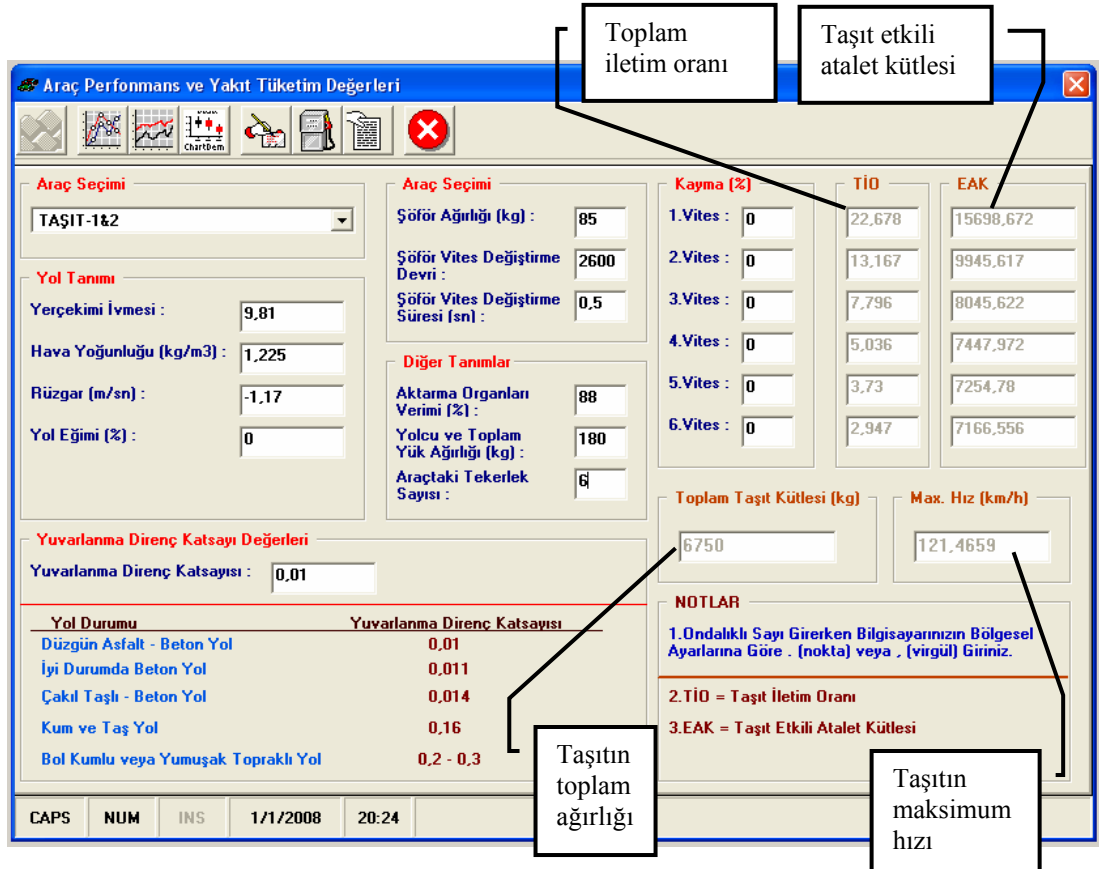 Toplam
iletim oranı
Taşıt etkili
atalet kütlesi
Araç Perfonmans ve Yakıt Tüketim Değerleri
ChartDem
Araç Seçimi
TAŞIT-1&2
Yol Tanımı
Yerçekimi İvmesi : 9,81
Hava Yoğunluğu (kg/m3) : 1,225
Rüzgar (m/sn) : -1,17
Yol Eğimi (%) : 0
Araç Seçimi
Şöför Ağırlığı (kg) : 85
Şöför Vites Değiştirme
Devri : 2600
Şöför Vites Değiştirme
Süresi (sn) : 0,5
Diğer Tanımlar
Aktarma Organları
Verimi (%) : 88
Yolcu ve Toplam
Yük Ağırlığı (kg) : 180
Araçtaki Tekerlek
Sayısı : 6
Kayma (%) TİO EAK
1.Vites : 0 22,678 15698,672
2.Vites : 0 13,167 9945,617
3.Vites : 0 7,796 8045,622
4.Vites : 0 5,036 7447,972
5.Vites : 0 3,73 7254,78
6.Vites : 0 2,947 7166,556
Toplam Taşıt Kütlesi (kg) Max. Hız (km/h)
6750 121,4659
Yuvarlanma Direnç Katsayı Değerleri
Yuvarlanma Direnç Katsayısı : 0,01
Yol Durumu Yuvarlanma Direnç Katsayısı
Düzgün Asfalt - Beton Yol 0,01
İyi Durumda Beton Yol 0,011
Çakıl Taşlı - Beton Yol 0,014
Kum ve Taş Yol 0,16
Bol Kumlu veya Yumuşak Topraklı Yol 0,2 - 0,3
NOTLAR
1.Ondalıklı Sayı Girerken Bilgisayarınızın Bölgesel
Ayarlarına Göre . (nokta) veya , (virgül) Giriniz.
2.TİO = Taşıt İletim Oranı
3.EAK = Taşıt Etkili Atalet Kütlesi
Taşıtın
toplam
ağırlığı
Taşıtın
maksimum
hızı
CAPS NUM INS 1/1/2008 20:24